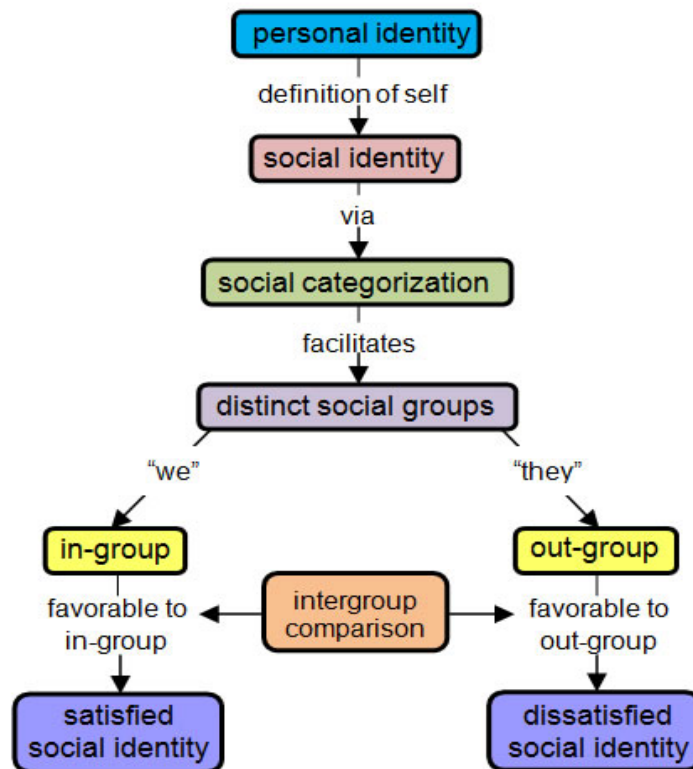 personal identity
definition of self
social identity
via
social categorization
facilitates
distinct social groups
“we”
“they”
in-group
out-group
favorable to
in-group
intergroup
comparison
favorable to
out-group
satisfied
social identity
dissatisfied
social identity